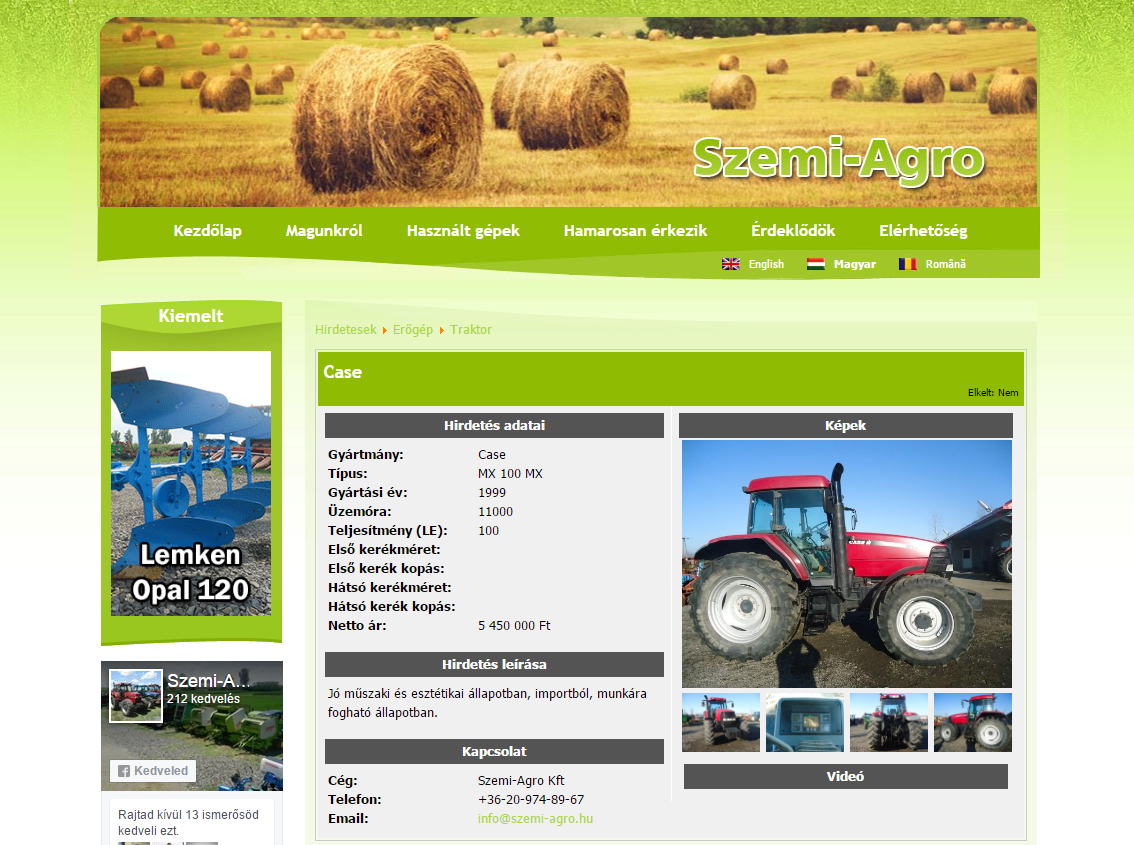 Szemi-Agro
Kezdőlap Magunkról Használt gépek Hamarosan érkezik Érdeklődök Elérhetőség
English Magyar Română
Kiemelt
Lemken
Opal 120
Szemi-A...
212 kedvelés
Kedveled
Rajtad kívül 13 ismerősöd
kedveli ezt.
Hirdetesek Erőgép Traktor
Case
Elkelt: Nem
Hirdetés adatai
Gyártmány: Case
Típus: MX 100 MX
Gyártási év: 1999
Üzemóra: 11000
Teljesítmény (LE): 100
Első kerékméret:
Első kerék kopás:
Hátsó kerékméret:
Hátsó kerék kopás:
Netto ár: 5 450 000 Ft
Hirdetés leírása
Jó műszaki és esztétikai állapotban, importból, munkára
fogható állapotban.
Kapcsolat
Cég: Szemi-Agro Kft
Telefon: +36-20-974-89-67
Email: info@szemi-agro.hu
Képek
CASE IH
Videó